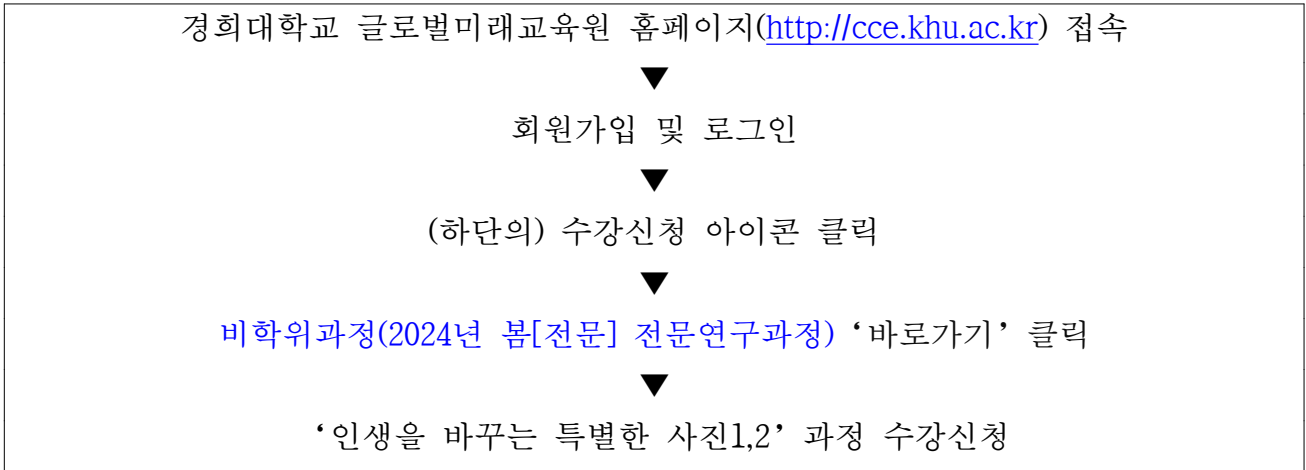 경희대학교 글로벌미래교육원 홈페이지(http://cce.khu.ac.kr) 접속
▼
회원가입 및 로그인
▼
(하단의) 수강신청 아이콘 클릭
▼
비학위과정(2024년 봄[전문] 전문연구과정) ‘바로가기’ 클릭
▼
‘인생을 바꾸는 특별한 사진1,2’ 과정 수강신청